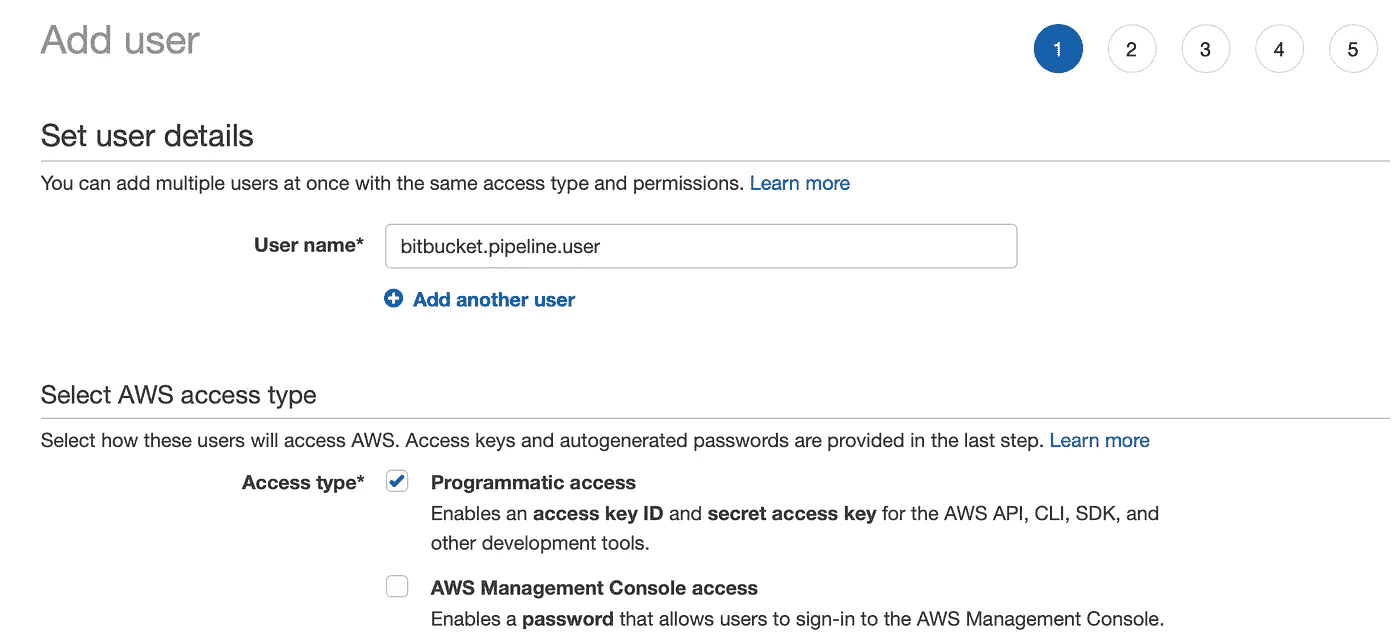 Add user
1 2 3 4 5
Set user details
You can add multiple users at once with the same access type and permissions. Learn more
User name* bitbucket.pipeline.user
Add another user
Select AWS access type
Select how these users will access AWS. Access keys and autogenerated passwords are provided in the last step. Learn more
Access type* Programmatic access
Enables an access key ID and secret access key for the AWS API, CLI, SDK, and
other development tools.
AWS Management Console access
Enables a password that allows users to sign-in to the AWS Management Console.